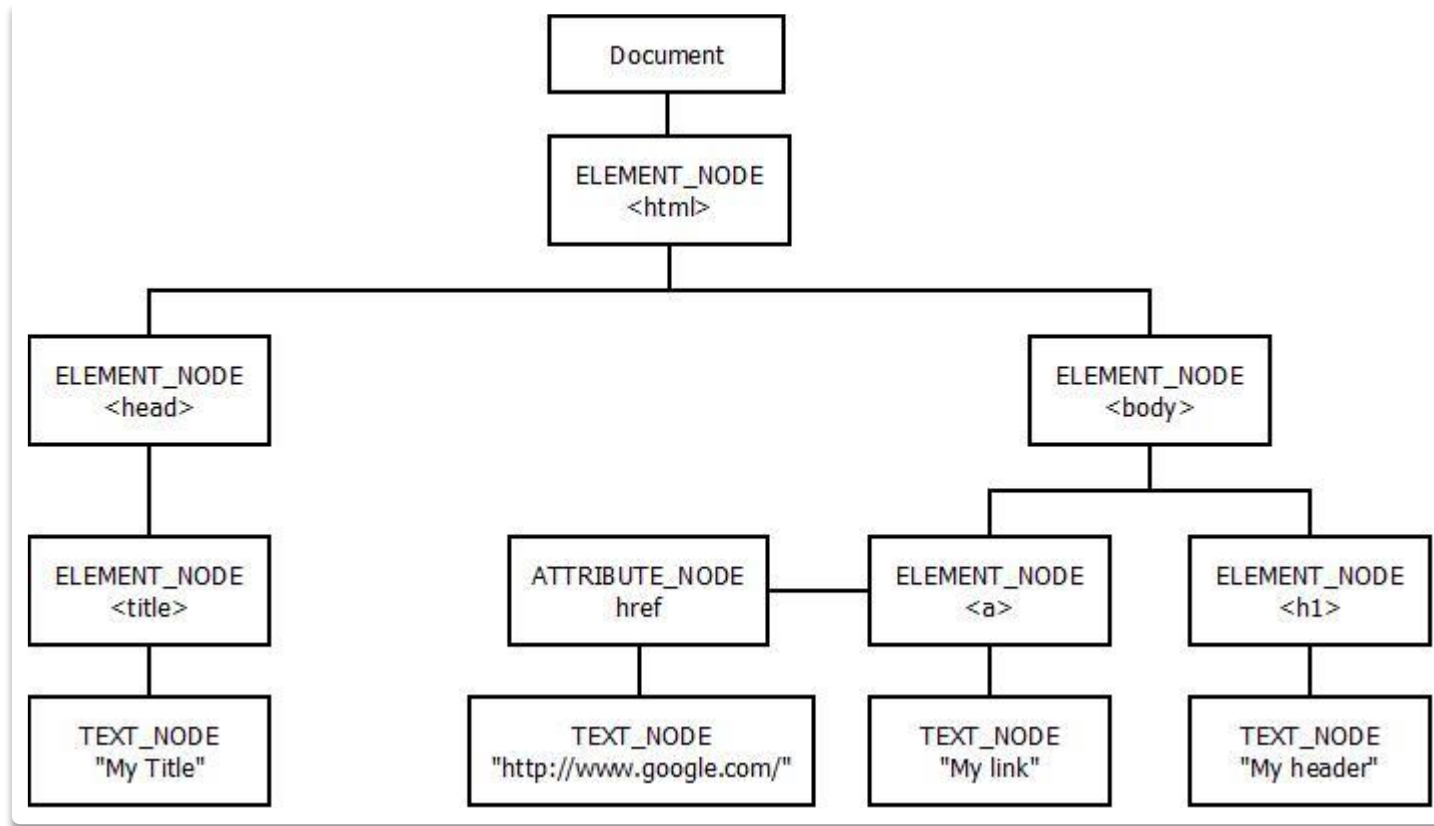 Document
ELEMENT_NODE
<html>
ELEMENT_NODE
<head>
ELEMENT_NODE
<body>
ELEMENT_NODE
<title>
ATTRIBUTE_NODE
href
ELEMENT_NODE
<a>
ELEMENT_NODE
<h1>
TEXT_NODE
"My Title"
TEXT_NODE
"http://www.google.com/"
TEXT_NODE
"My link"
TEXT_NODE
"My header"